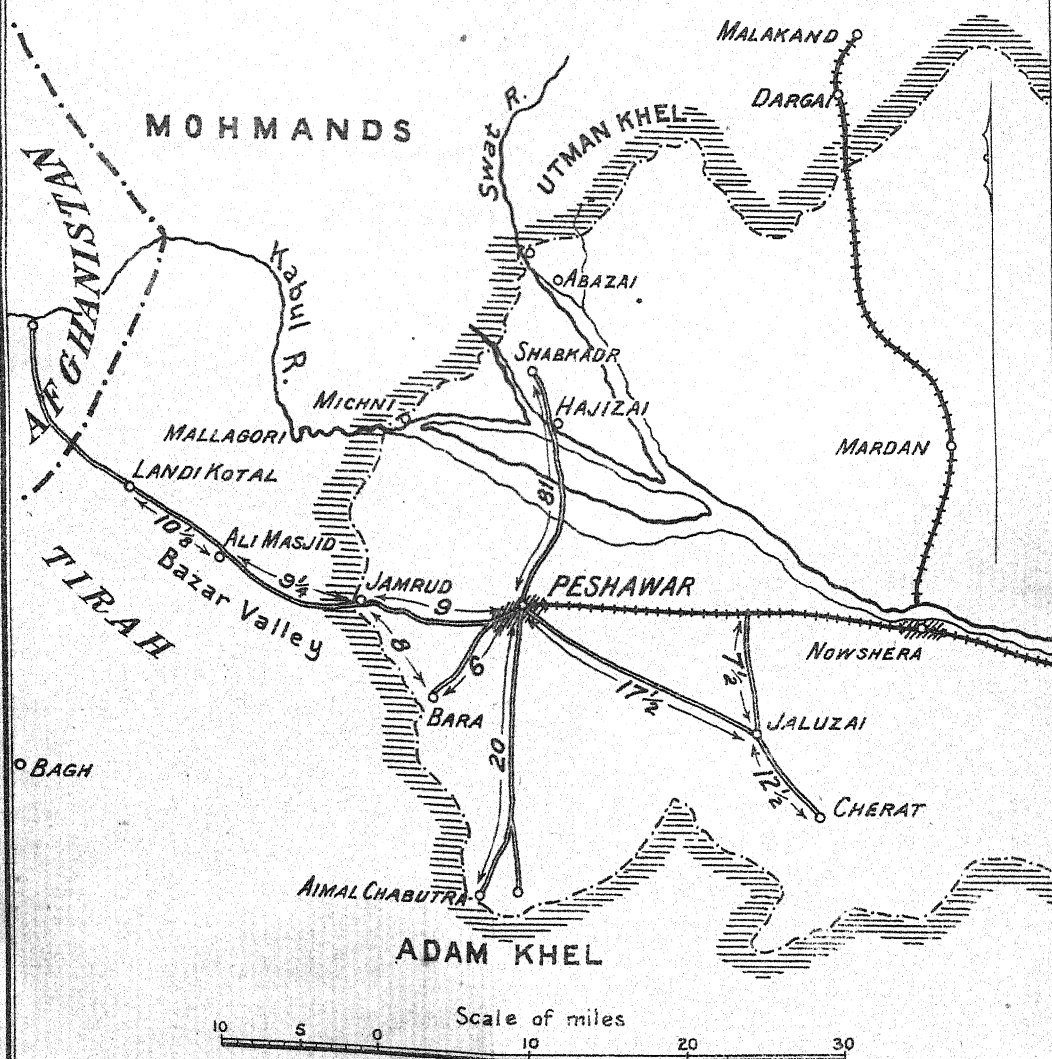 MALAKAND
DARGAI
MOHMANDS
Swat R.
UTMAN KHEL
AFGHANISTAN
Kabul R.
ABAZAI
SHABKADR
MICHNI
HAJIZAI
MALLAGORI
MARDAN
LANDI KOTAL
18
10⅛
ALI MASJID
Bazar Valley
9¼
JAMRUD
9
PESHAWAR
TIRAH
8
6
NOWSHERA
7½
17½
BARA
JALUZAI
20
BAGH
12½
CHERAT
AIMAL CHABUTRA
ADAM KHEL
Scale of miles
10 5 0 10 20 30